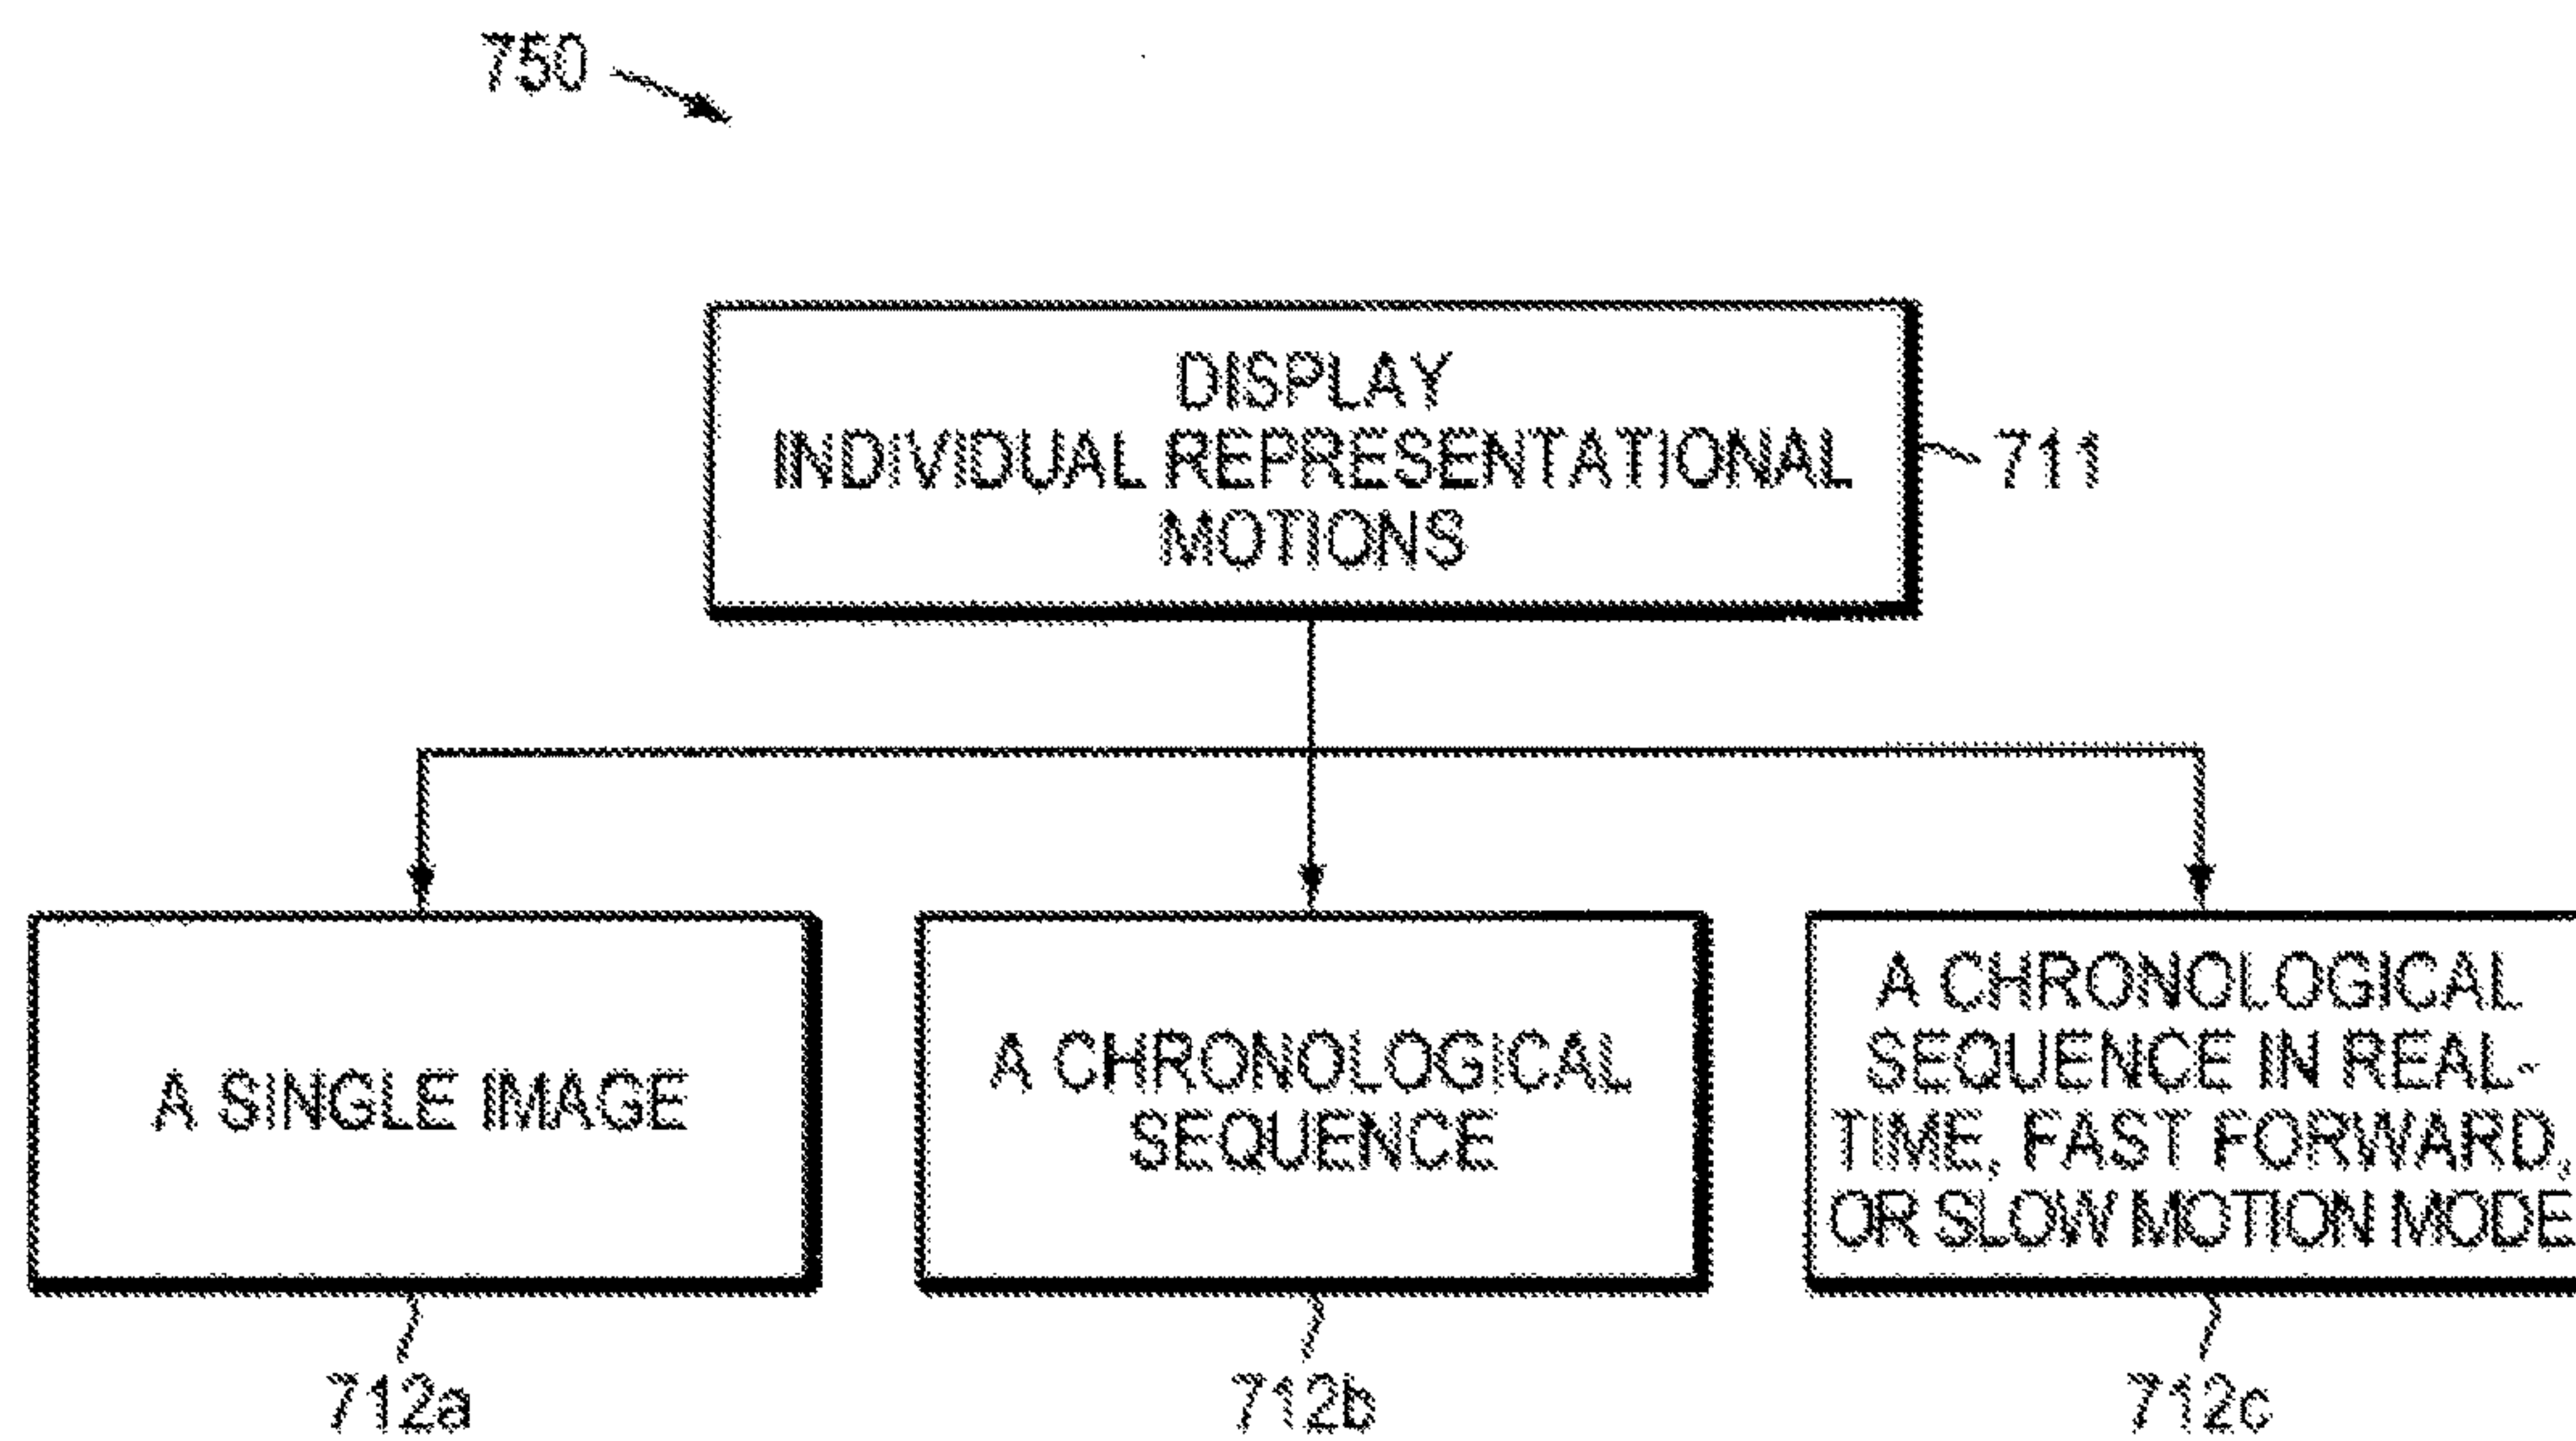 750
DISPLAY
INDIVIDUAL REPRESENTATIONAL
MOTIONS
711
A SINGLE IMAGE
A CHRONOLOGICAL
SEQUENCE
A CHRONOLOGICAL
SEQUENCE IN REAL-
TIME, FAST FORWARD,
OR SLOW MOTION MODE
712a
712b
712c